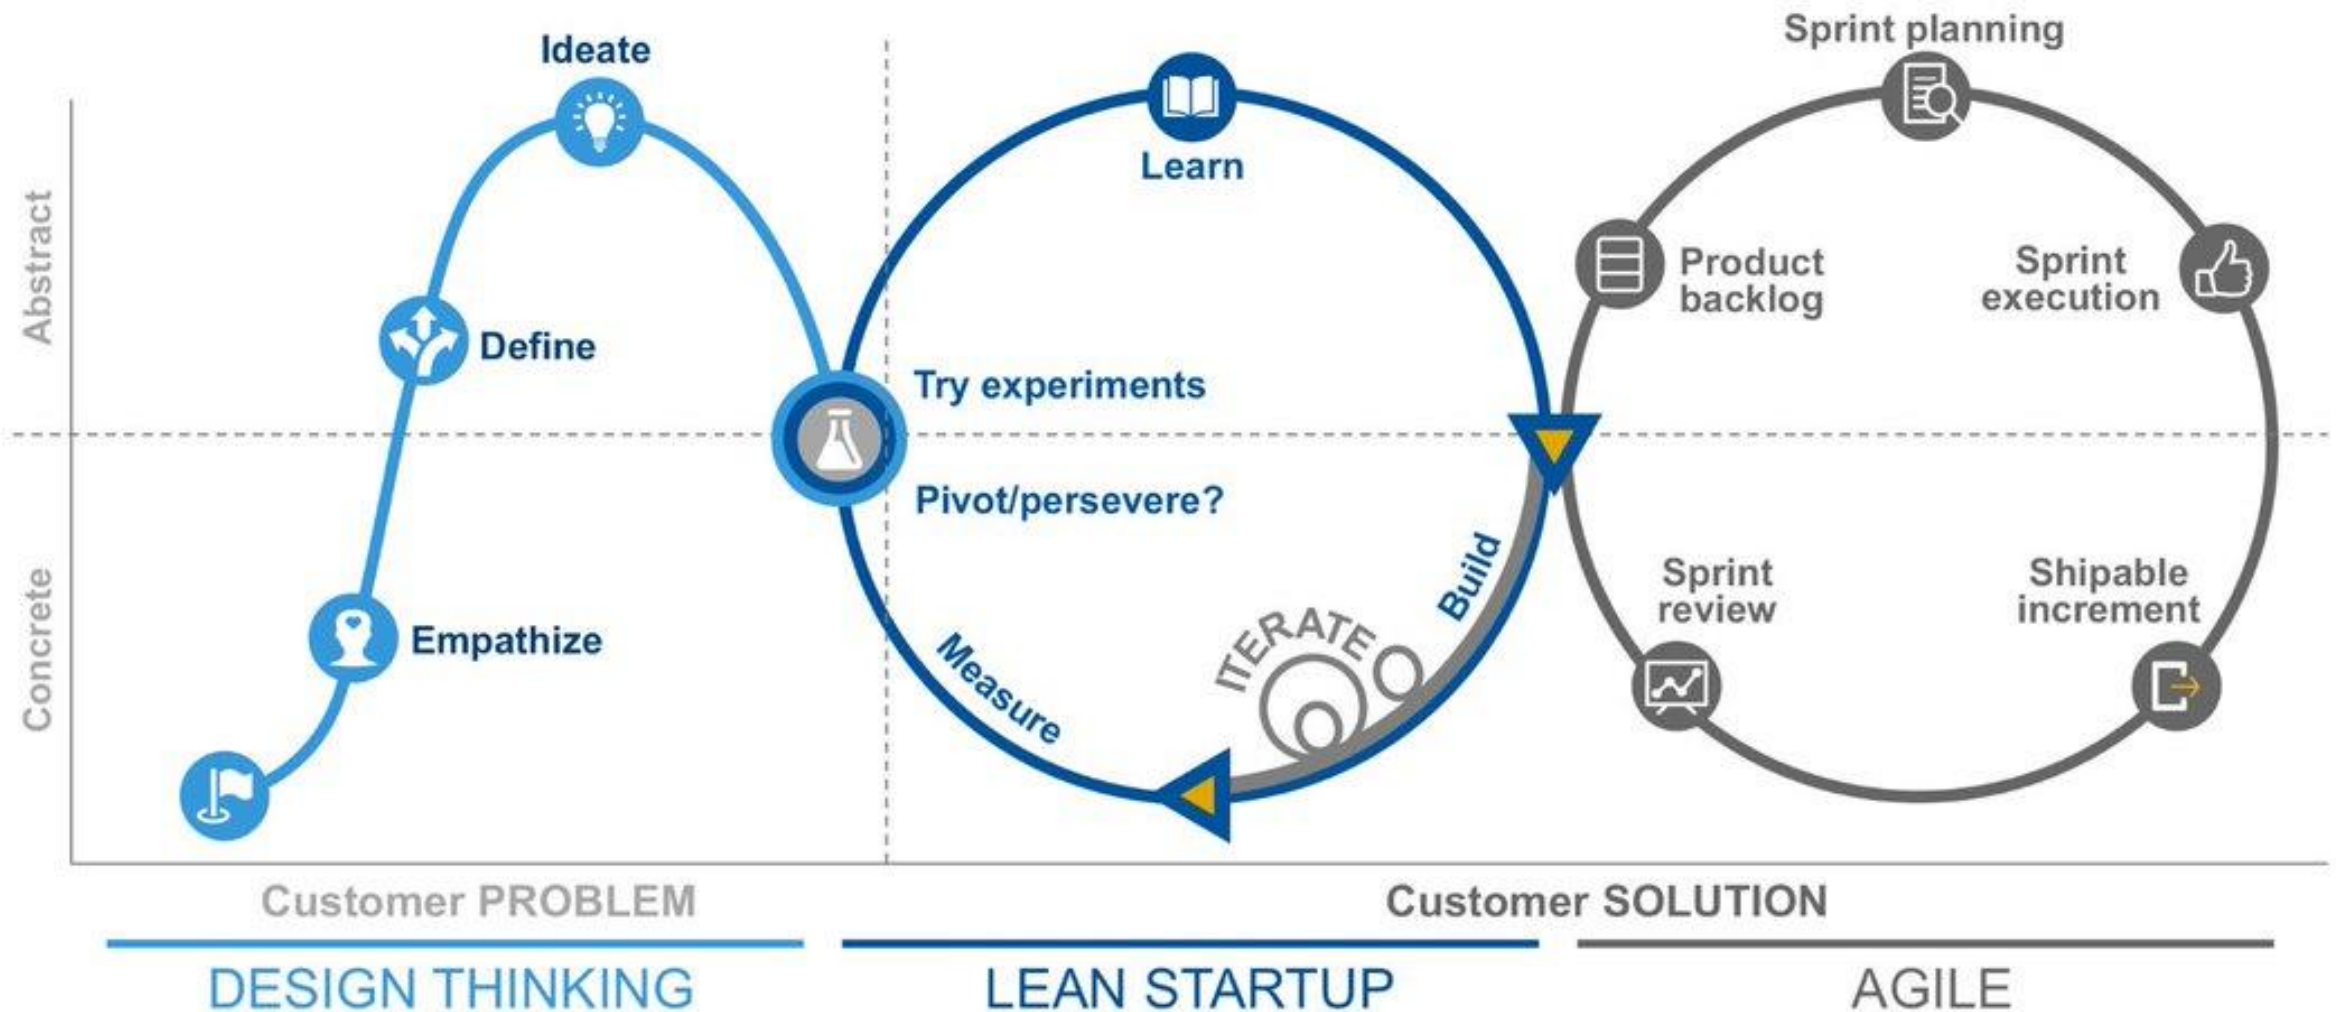 Ideate
Define
Empathize
Abstract
Concrete
Learn
Try experiments
Pivot/persevere?
Measure
ITERATE
Build
Sprint planning
Product
backlog
Sprint
execution
Sprint
review
Shipable
increment
Customer PROBLEM
Customer SOLUTION
DESIGN THINKING
LEAN STARTUP
AGILE